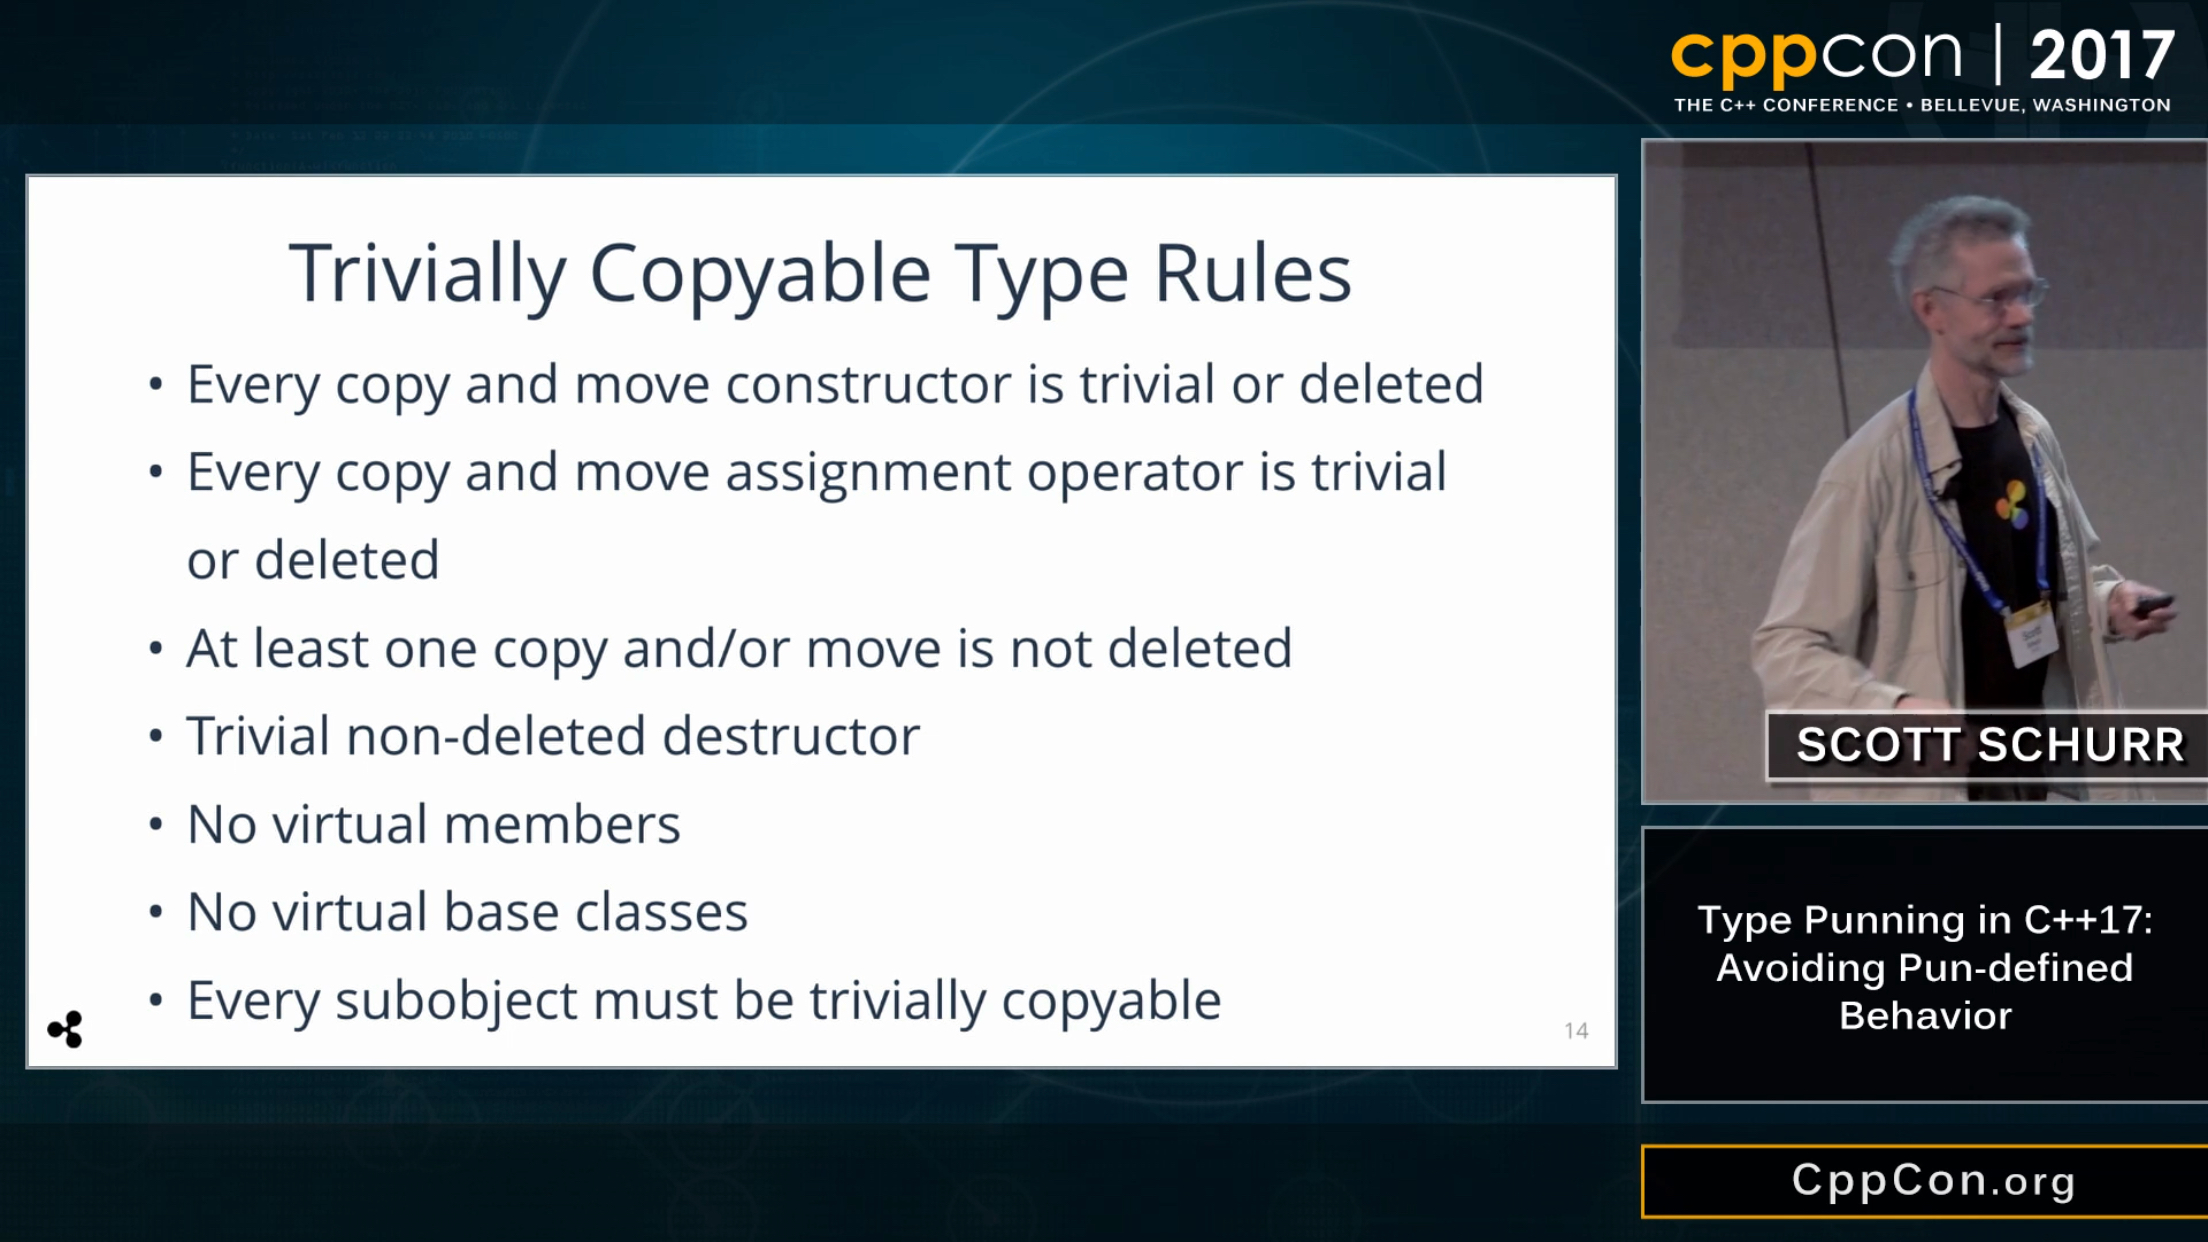 cppcon | 2017
THE C++ CONFERENCE • BELLEVUE, WASHINGTON
Trivially Copyable Type Rules
• Every copy and move constructor is trivial or deleted
• Every copy and move assignment operator is trivial
or deleted
• At least one copy and/or move is not deleted
• Trivial non-deleted destructor
• No virtual members
• No virtual base classes
• Every subobject must be trivially copyable
14
Scott
SCOTT SCHURR
Type Punning in C++17:
Avoiding Pun-defined
Behavior
CppCon.org